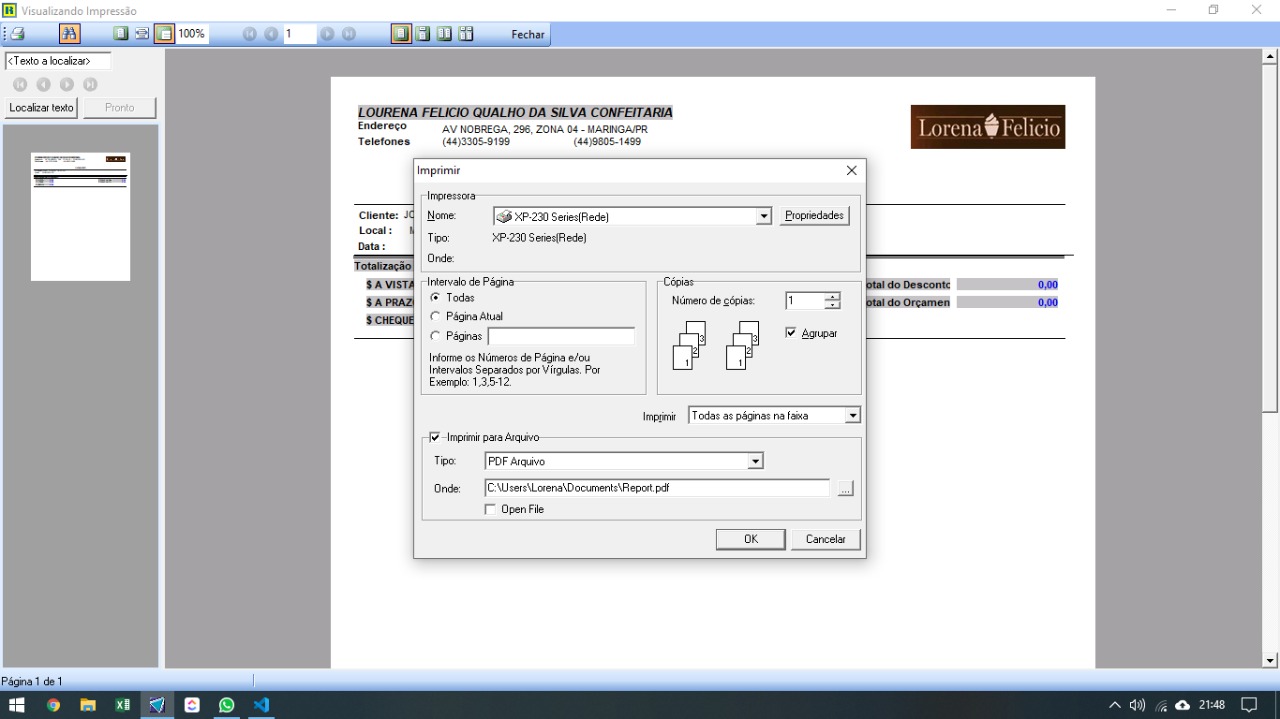 Visualizando Impressão
100%
1
Fechar
<Texto a localizar>
Localizar texto
Pronto
LOURENA FELICIO QUALHO DA SILVA CONFEITARIA
Endereço AV NOBREGA, 296, ZONA 04 - MARINGA/PR
Telefones (44)3305-9199 (44)9805-1499
Lorena Felicio
Cliente: JO
Local :
Data :
Totalização
$ A VISTA
$ A PRAZ
$ CHEQUE
otal do Desconto 0,00
otal do Orçamen 0,00
Imprimir
Impressora
Nome: XP-230 Series(Rede) Propriedades
Tipo: XP-230 Series(Rede)
Onde:
Intervalo de Página
Todas
Página Atual
Páginas
Informe os Números de Página e/ou
Intervalos Separados por Vírgulas. Por
Exemplo: 1,3,5-12.
Cópias
Número de cópias: 1
3 3
2 2
1 1
Agrupar
Imprimir Todas as páginas na faixa
Imprimir para Arquivo
Tipo: PDF Arquivo
Onde: C:\Users\Lorena\Documents\Report.pdf ...
Open File
OK Cancelar
Página 1 de 1
21:48